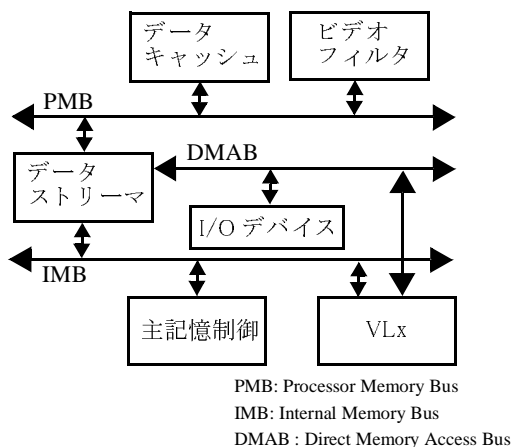 データ
キャッシュ
ビデオ
フィルタ
PMB
データ
ストリーマ
DMAB
I/O デバイス
IMB
主記憶制御
VLx
PMB: Processor Memory Bus
IMB: Internal Memory Bus
DMAB : Direct Memory Access Bus